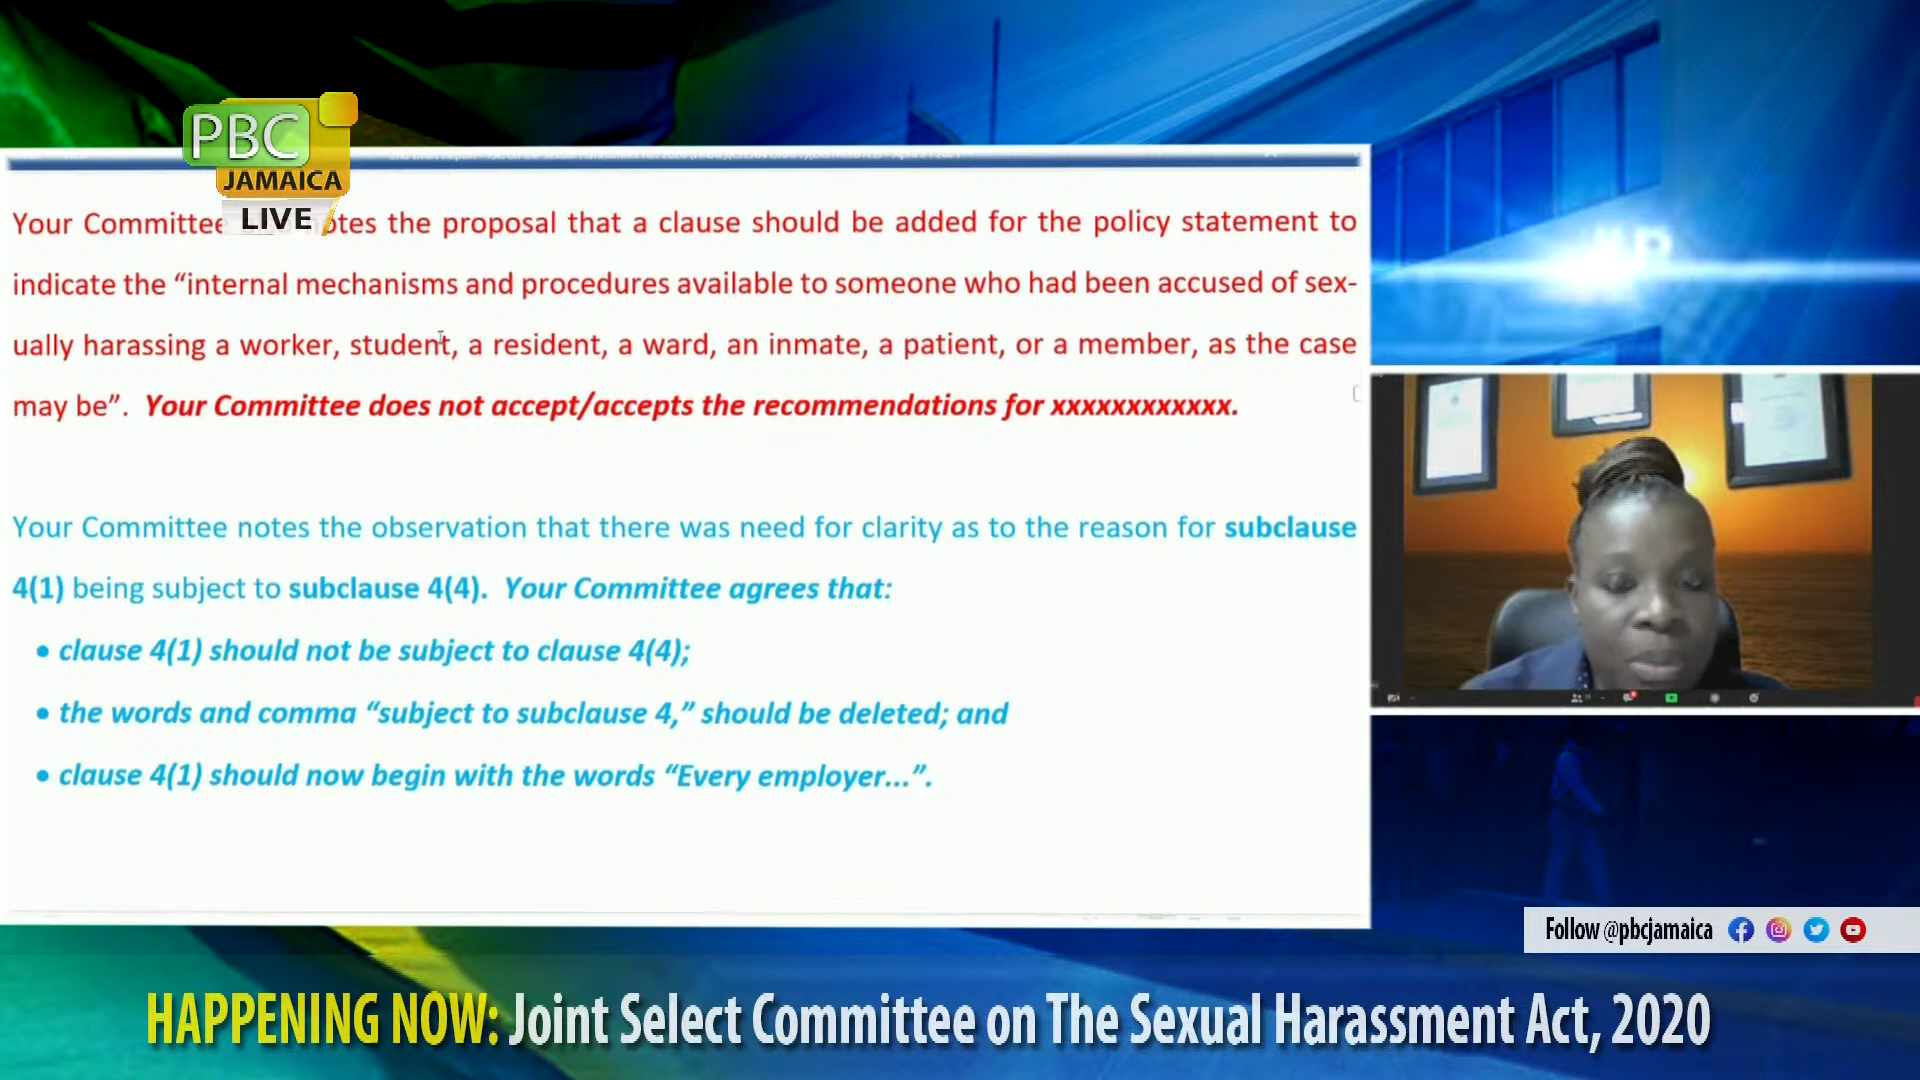 PBC
JAMAICA
LIVE
Your Committee notes the proposal that a clause should be added for the policy statement to
indicate the “internal mechanisms and procedures available to someone who had been accused of sex-
ually harassing a worker, student, a resident, a ward, an inmate, a patient, or a member, as the case
may be”. Your Committee does not accept/accepts the recommendations for xxxxxxxxxxxx.
Your Committee notes the observation that there was need for clarity as to the reason for subclause
4(1) being subject to subclause 4(4). Your Committee agrees that:
• clause 4(1) should not be subject to clause 4(4);
• the words and comma “subject to subclause 4,” should be deleted; and
• clause 4(1) should now begin with the words “Every employer...”.
Follow @pbcjamaica
HAPPENING NOW: Joint Select Committee on The Sexual Harassment Act, 2020